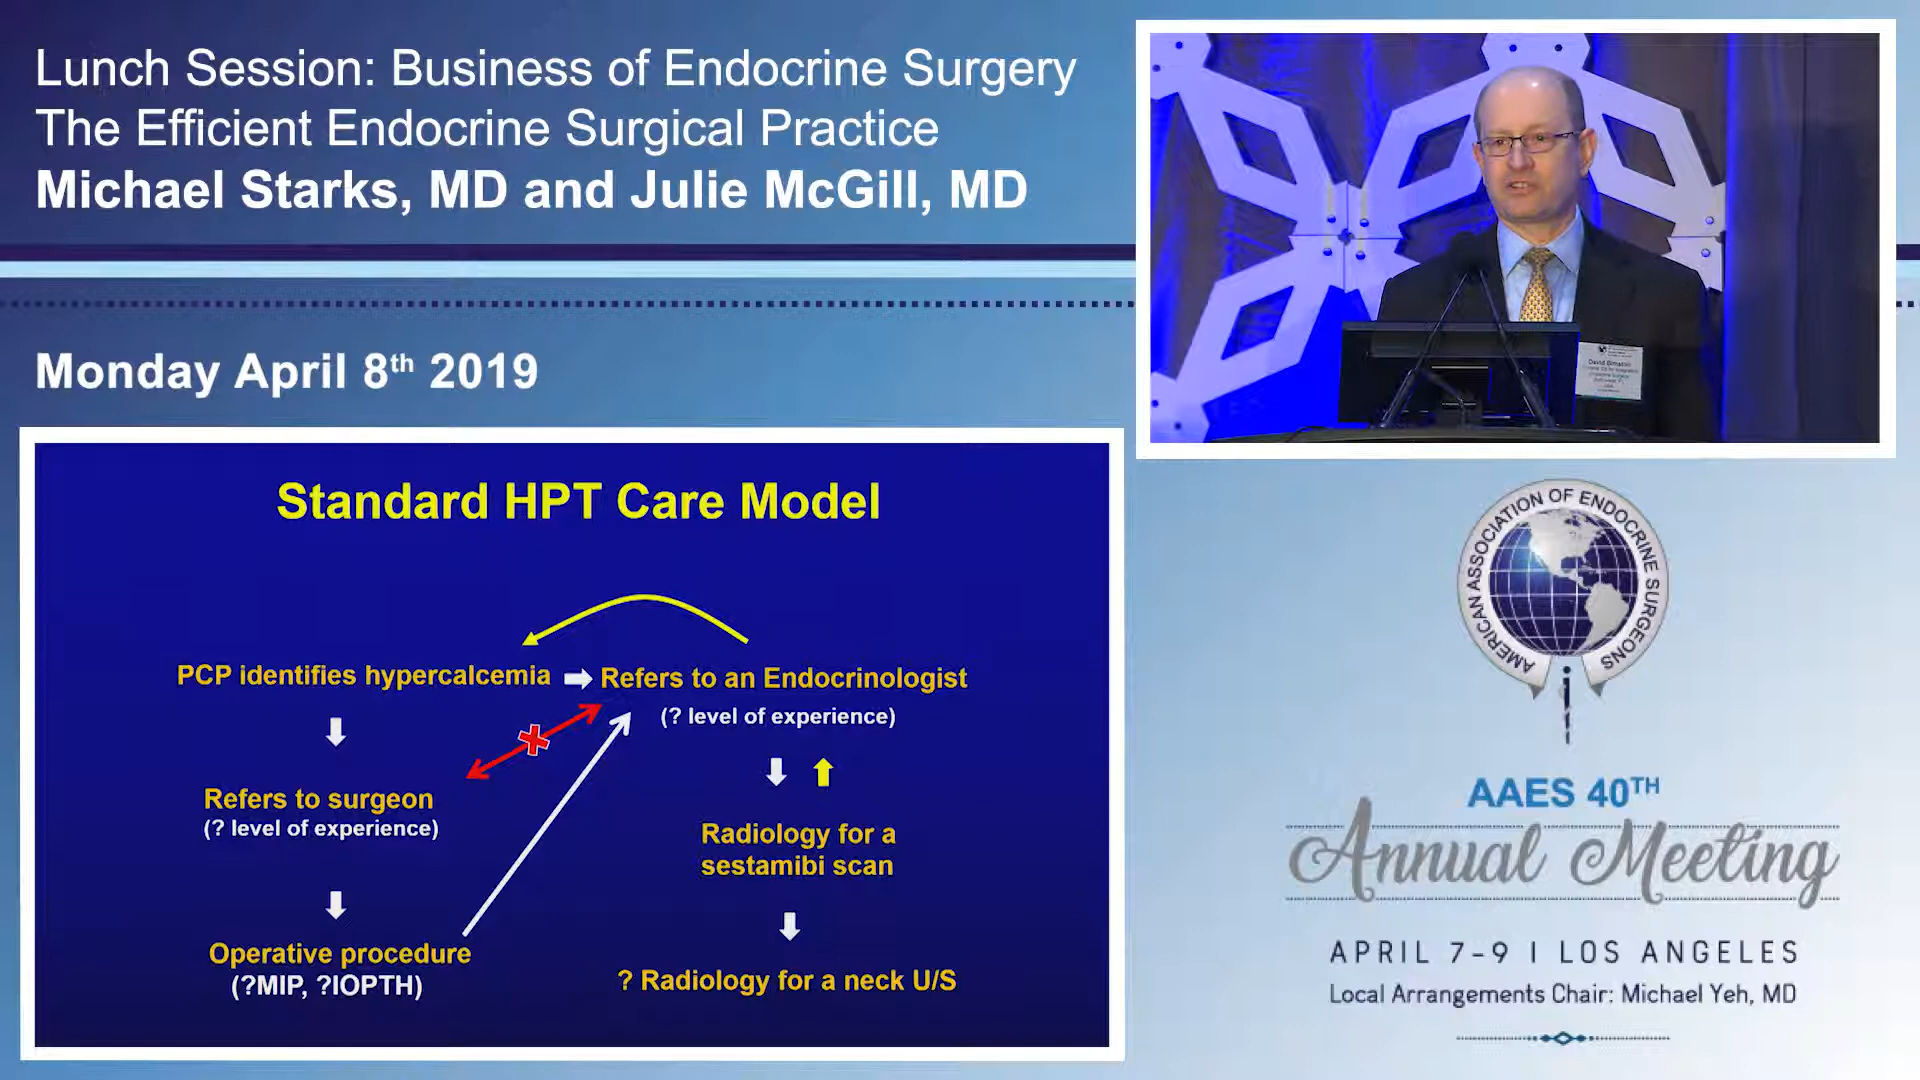 Lunch Session: Business of Endocrine Surgery
The Efficient Endocrine Surgical Practice
Michael Starks, MD and Julie McGill, MD
Monday April 8th 2019
Standard HPT Care Model
PCP identifies hypercalcemia
Refers to an Endocrinologist
(? level of experience)
Refers to surgeon
(? level of experience)
Radiology for a
sestamibi scan
Operative procedure
(?MIP, ?IOPTH)
? Radiology for a neck U/S
AMERICAN ASSOCIATION OF ENDOCRINE SURGEONS
AAES 40TH
Annual Meeting
APRIL 7-9 | LOS ANGELES
Local Arrangements Chair: Michael Yeh, MD